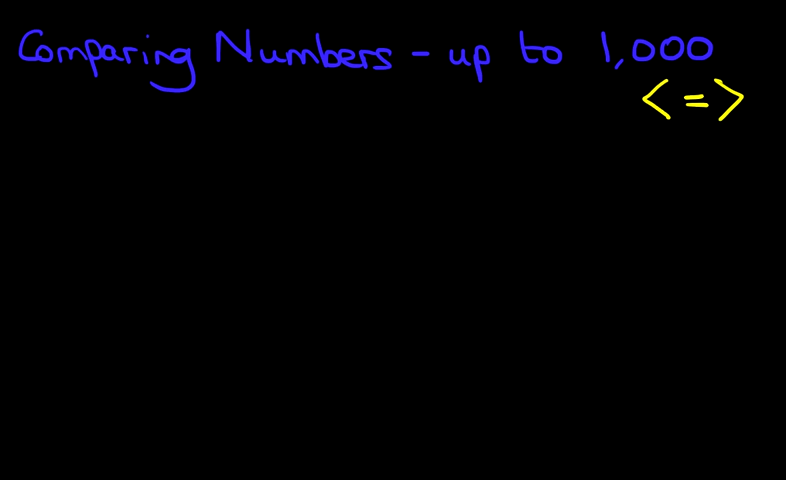 Comparing Numbers - up to 1,000
< = >